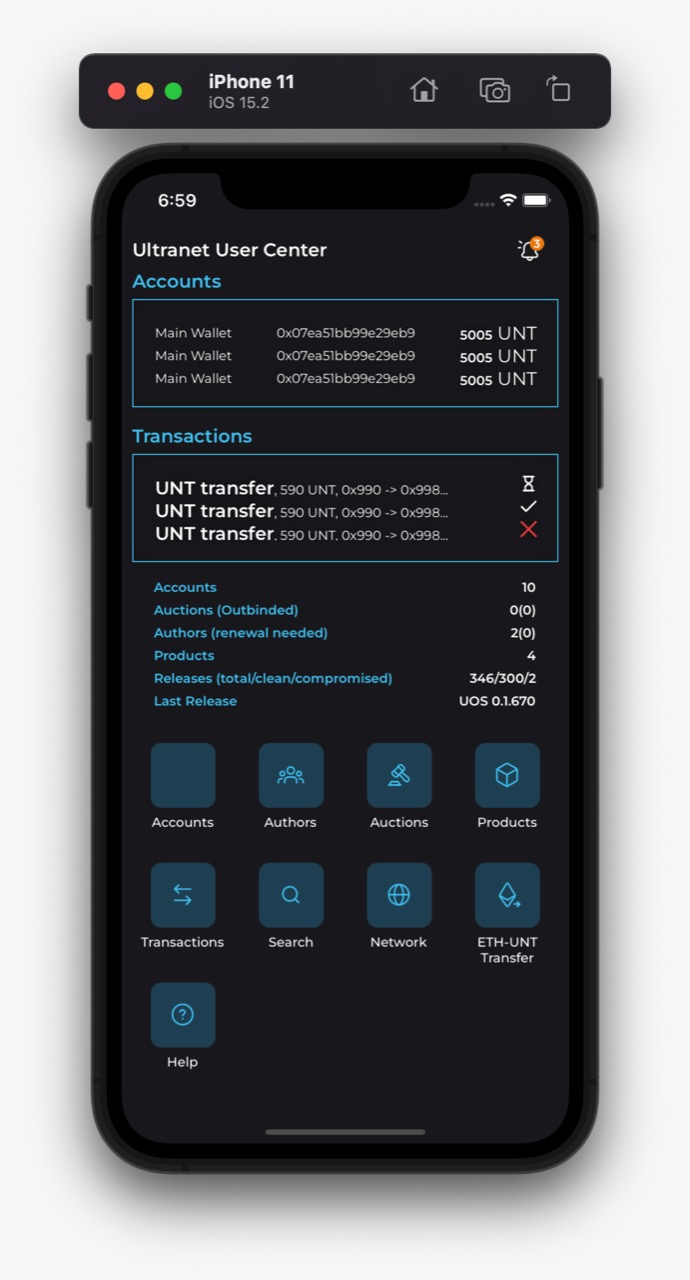 iPhone 11
iOS 15.2
6:59
Ultranet User Center
3
Accounts
Main Wallet 0x07ea51bb99e29eb9 5005 UNT
Main Wallet 0x07ea51bb99e29eb9 5005 UNT
Main Wallet 0x07ea51bb99e29eb9 5005 UNT
Transactions
UNT transfer, 590 UNT, 0x990 -> 0x998...
UNT transfer, 590 UNT, 0x990 -> 0x998...
UNT transfer, 590 UNT, 0x990 -> 0x998...
Accounts 10
Auctions (Outbinded) 0(0)
Authors (renewal needed) 2(0)
Products 4
Releases (total/clean/compromised) 346/300/2
Last Release UOS 0.1.670
Accounts Authors Auctions Products
Transactions Search Network ETH-UNT
Transfer
Help